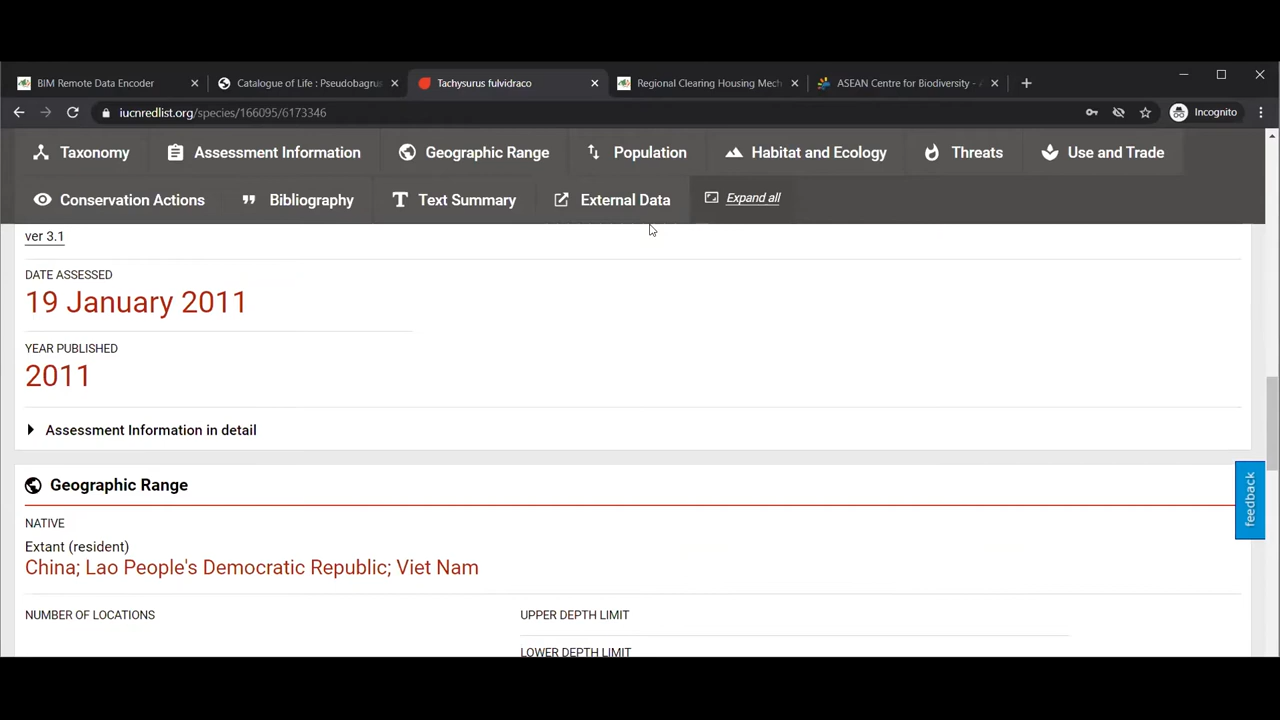 BIM Remote Data Encoder
Catalogue of Life : Pseudobagru
Tachysurus fulvidraco
Regional Clearing Housing Mech
ASEAN Centre for Biodiversity -
iucnredlist.org/species/166095/6173346
Incognito
Taxonomy
Assessment Information
Geographic Range
Population
Habitat and Ecology
Threats
Use and Trade
Conservation Actions
Bibliography
Text Summary
External Data
Expand all
ver 3.1
DATE ASSESSED
19 January 2011
YEAR PUBLISHED
2011
Assessment Information in detail
feedback
Geographic Range
NATIVE
Extant (resident)
China; Lao People's Democratic Republic; Viet Nam
NUMBER OF LOCATIONS
UPPER DEPTH LIMIT
LOWER DEPTH LIMIT